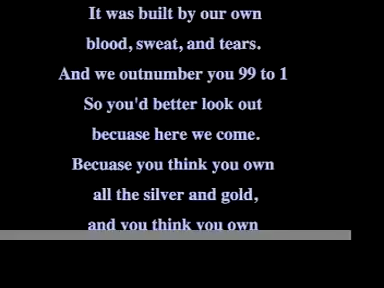 It was built by our own
blood, sweat, and tears.
And we outnumber you 99 to 1
So you'd better look out
becuase here we come.
Becuase you think you own
all the silver and gold,
and you think you own